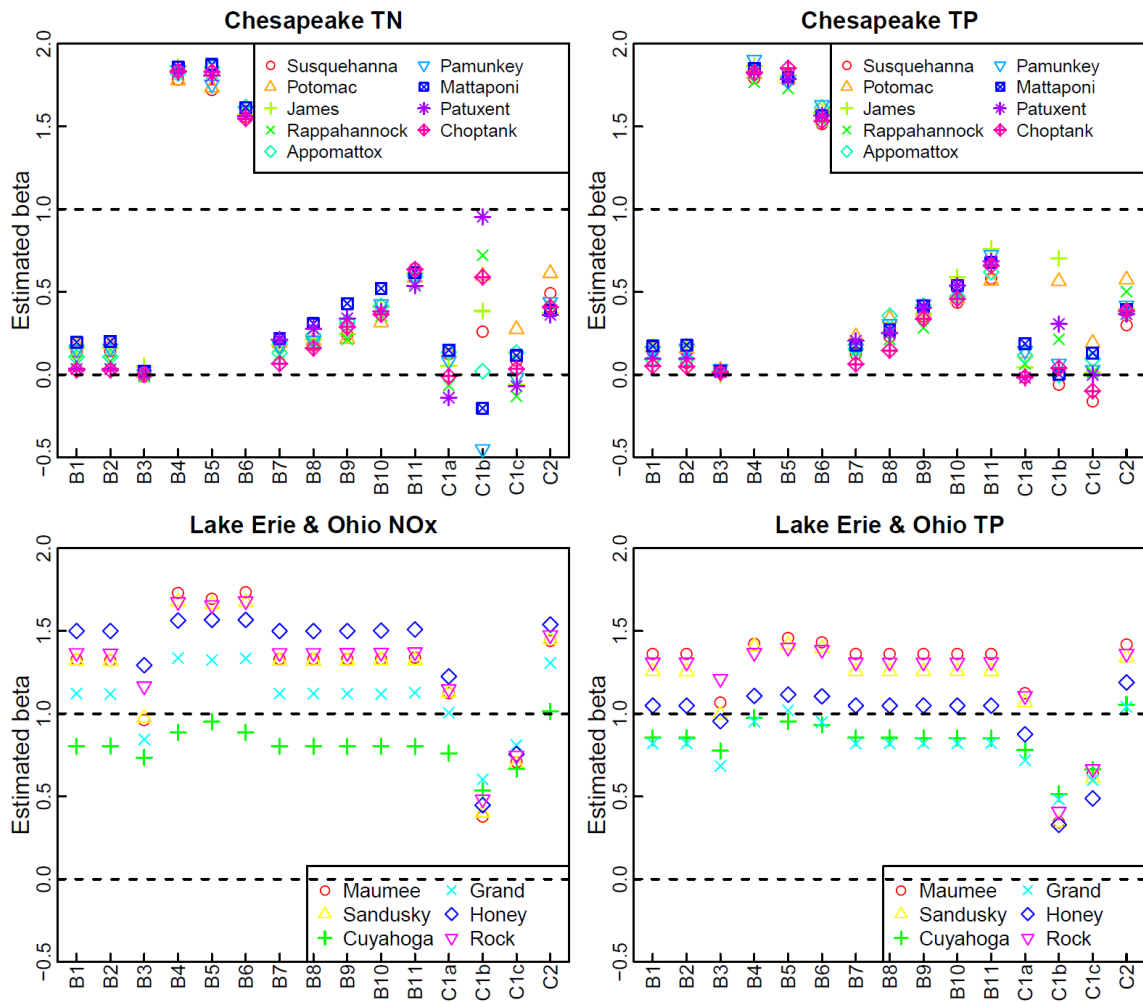 Chesapeake TN
Estimated beta
2.0
1.5
1.0
0.5
0.0
−0.5
Susquehanna
Potomac
James
Rappahannock
Appomattox
Pamunkey
Mattaponi
Patuxent
Choptank
B1 B2 B3 B4 B5 B6 B7 B8 B9 B10 B11 C1a C1b C1c C2
Chesapeake TP
Estimated beta
2.0
1.5
1.0
0.5
0.0
−0.5
Susquehanna
Potomac
James
Rappahannock
Appomattox
Pamunkey
Mattaponi
Patuxent
Choptank
B1 B2 B3 B4 B5 B6 B7 B8 B9 B10 B11 C1a C1b C1c C2
Lake Erie & Ohio NOx
Estimated beta
2.0
1.5
1.0
0.5
0.0
−0.5
Maumee
Sandusky
Cuyahoga
Grand
Honey
Rock
B1 B2 B3 B4 B5 B6 B7 B8 B9 B10 B11 C1a C1b C1c C2
Lake Erie & Ohio TP
Estimated beta
2.0
1.5
1.0
0.5
0.0
−0.5
Maumee
Sandusky
Cuyahoga
Grand
Honey
Rock
B1 B2 B3 B4 B5 B6 B7 B8 B9 B10 B11 C1a C1b C1c C2